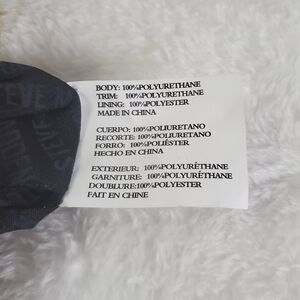 BODY: 100%POLYURETHANE
TRIM: 100%POLYURETHANE
LINING: 100%POLYESTER
MADE IN CHINA
CUERPO: 100%POLIURETANO
RECORTE: 100%POLIURETANO
FORRO: 100%POLIÉSTER
HECHO EN CHINA
EXTERIEUR: 100%POLYURÉTHANE
GARNITURE: 100%POLYURÉTHANE
DOUBLURE:100%POLYESTER
FAIT EN CHINE